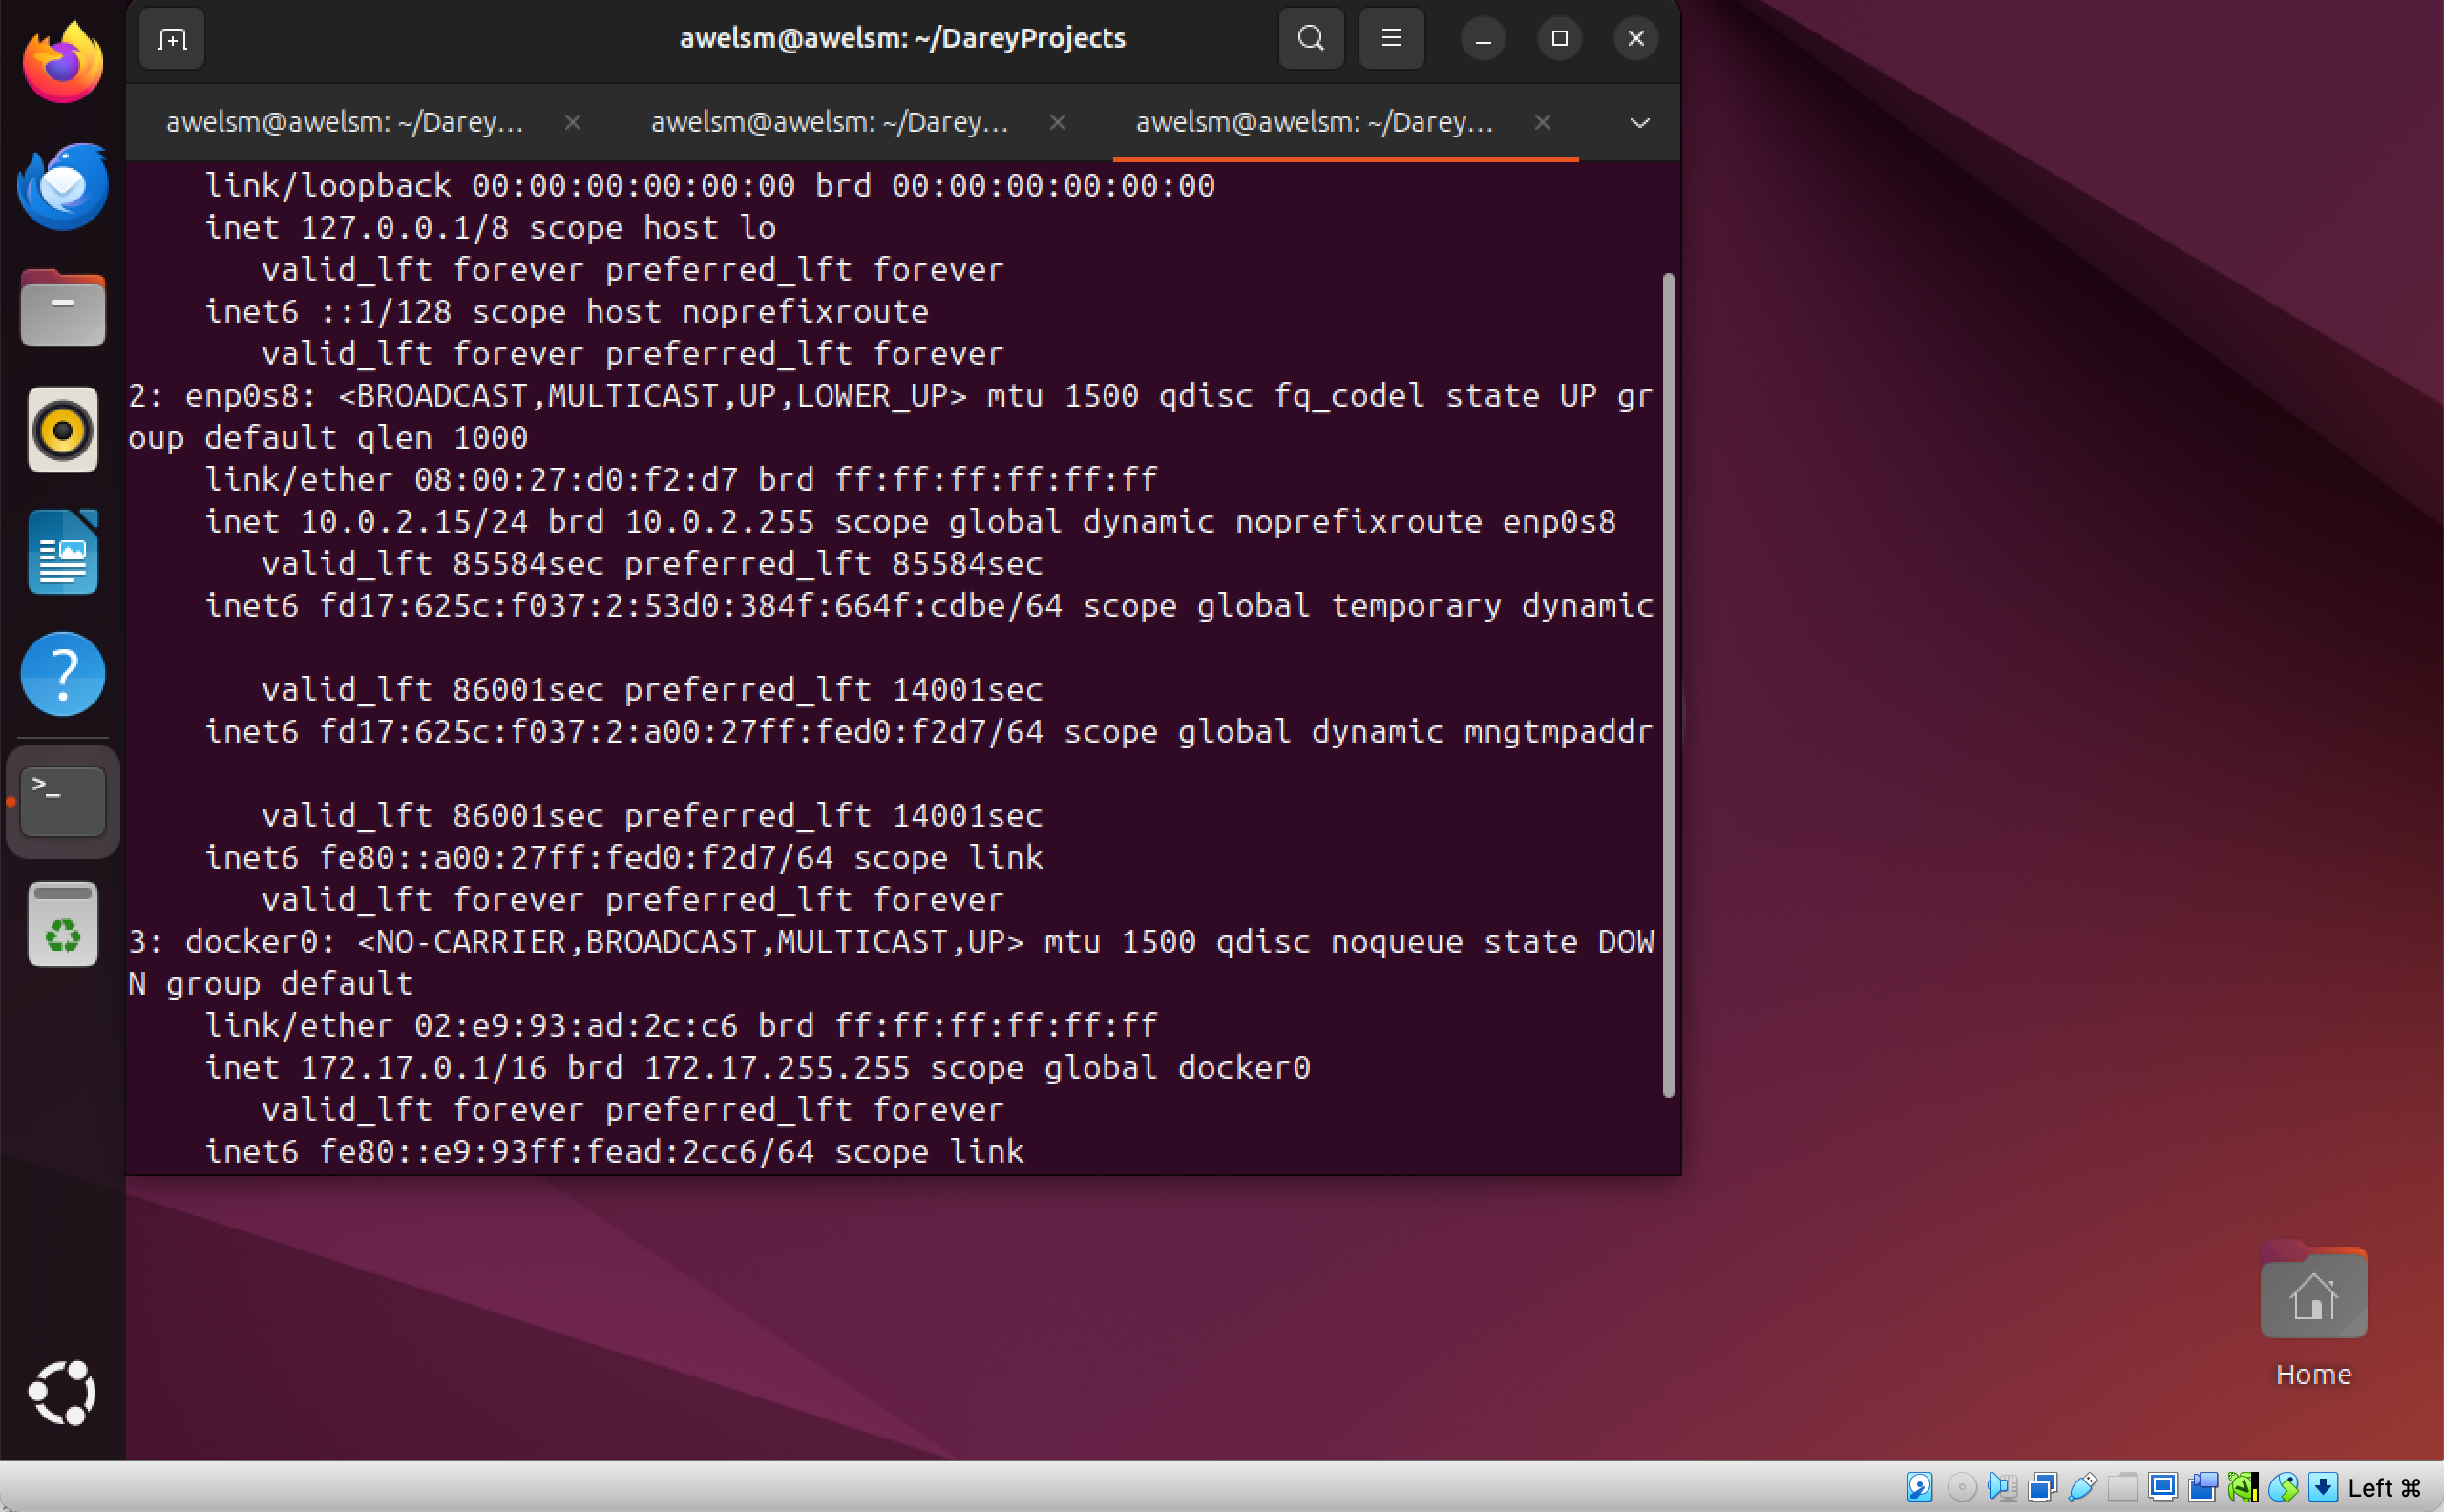 awelsm@awelsm: ~/DareyProjects
awelsm@awelsm: ~/Darey...
awelsm@awelsm: ~/Darey...
awelsm@awelsm: ~/Darey...
link/loopback 00:00:00:00:00:00 brd 00:00:00:00:00:00
inet 127.0.0.1/8 scope host lo
valid_lft forever preferred_lft forever
inet6 ::1/128 scope host noprefixroute
valid_lft forever preferred_lft forever
2: enp0s8: <BROADCAST,MULTICAST,UP,LOWER_UP> mtu 1500 qdisc fq_codel state UP gr
oup default qlen 1000
link/ether 08:00:27:d0:f2:d7 brd ff:ff:ff:ff:ff:ff
inet 10.0.2.15/24 brd 10.0.2.255 scope global dynamic noprefixroute enp0s8
valid_lft 85584sec preferred_lft 85584sec
inet6 fd17:625c:f037:2:53d0:384f:664f:cdbe/64 scope global temporary dynamic
valid_lft 86001sec preferred_lft 14001sec
inet6 fd17:625c:f037:2:a00:27ff:fed0:f2d7/64 scope global dynamic mngtmpaddr
valid_lft 86001sec preferred_lft 14001sec
inet6 fe80::a00:27ff:fed0:f2d7/64 scope link
valid_lft forever preferred_lft forever
3: docker0: <NO-CARRIER,BROADCAST,MULTICAST,UP> mtu 1500 qdisc noqueue state DOW
N group default
link/ether 02:e9:93:ad:2c:c6 brd ff:ff:ff:ff:ff:ff
inet 172.17.0.1/16 brd 172.17.255.255 scope global docker0
valid_lft forever preferred_lft forever
inet6 fe80::e9:93ff:fead:2cc6/64 scope link
Home
Left ⌘